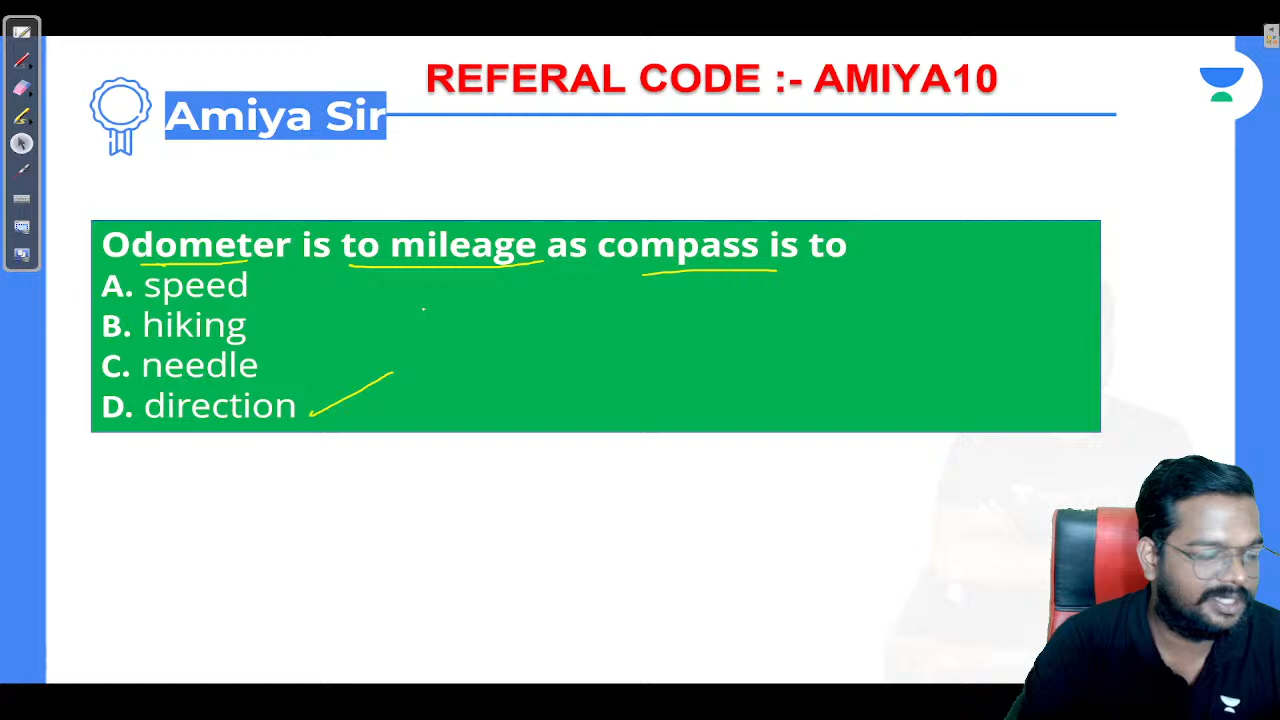 REFERAL CODE :- AMIYA10
Amiya Sir
Odometer is to mileage as compass is to
A. speed
B. hiking
C. needle
D. direction